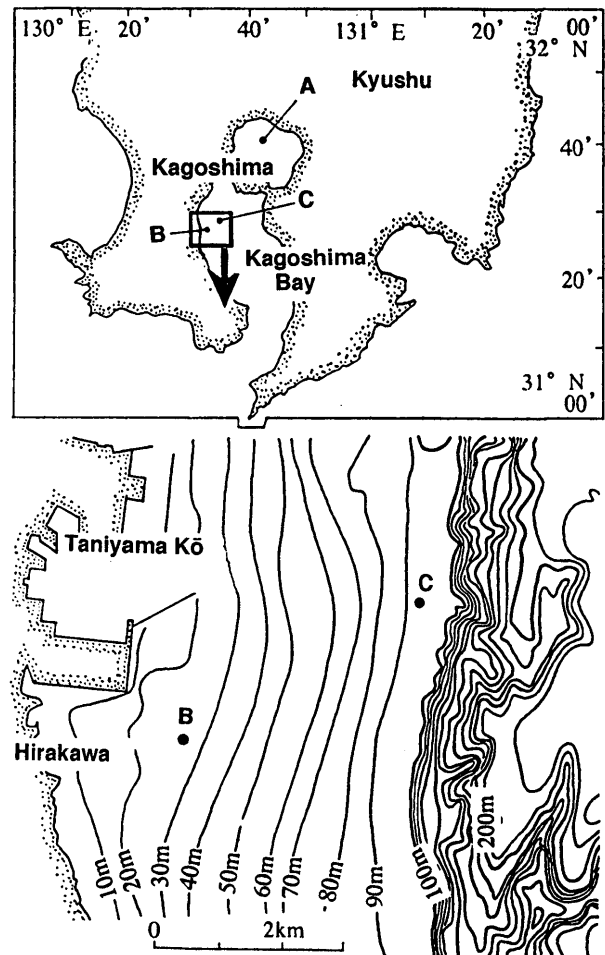 130° E 20′ 40′ 131° E 20′ 00′
32° N
A
Kyushu
40′
Kagoshima
C
B
Kagoshima
Bay
20′
31° N
00′
Taniyama Kō
C
B
Hirakawa
10m
20m
30m
40m
50m
60m
70m
80m
90m
100m
200m
0 2km